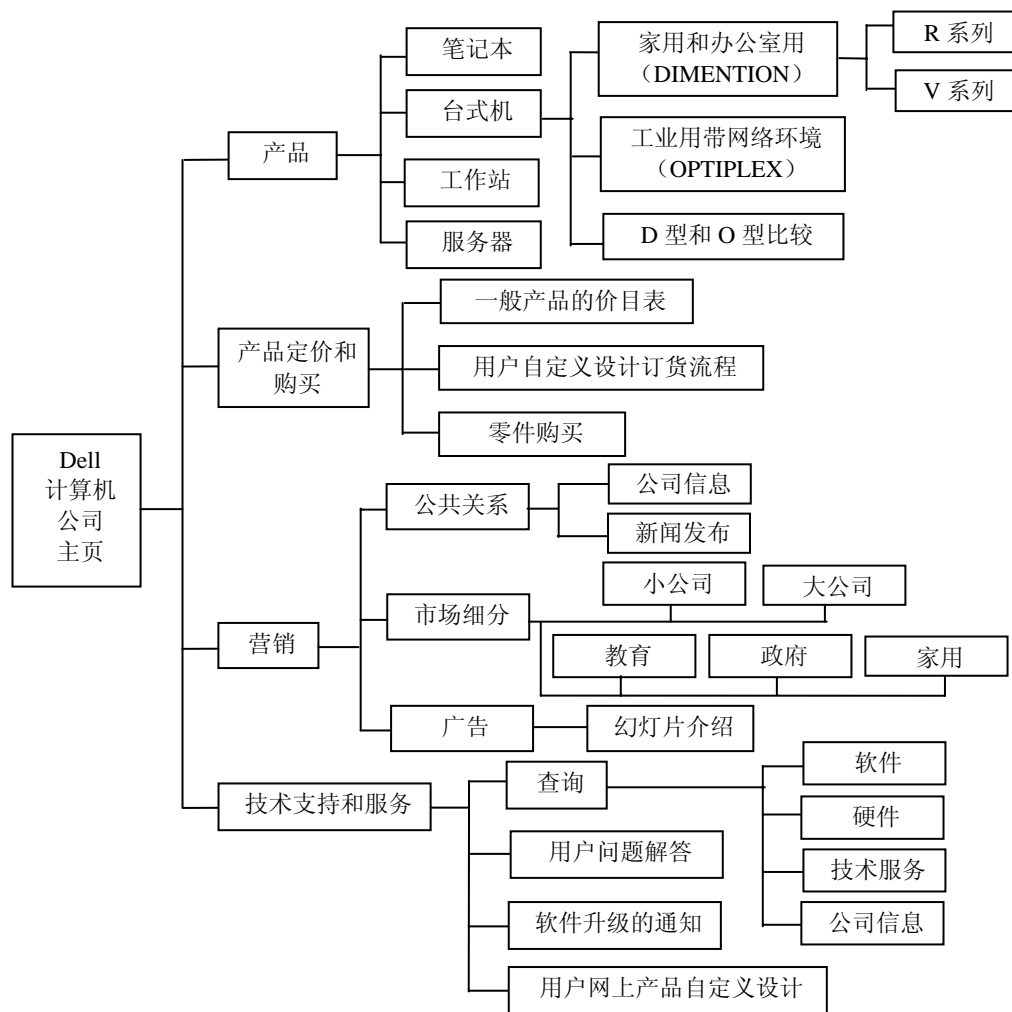 Dell
计算机
公司
主页
产品
笔记本
台式机
家用和办公室用
（DIMENTION）
R 系列
V 系列
工业用带网络环境
（OPTIPLEX）
D 型和 O 型比较
工作站
服务器
产品定价和
购买
一般产品的价目表
用户自定义设计订货流程
零件购买
营销
公共关系
公司信息
新闻发布
市场细分
小公司
大公司
教育
政府
家用
广告
幻灯片介绍
技术支持和服务
查询
软件
硬件
技术服务
公司信息
用户问题解答
软件升级的通知
用户网上产品自定义设计